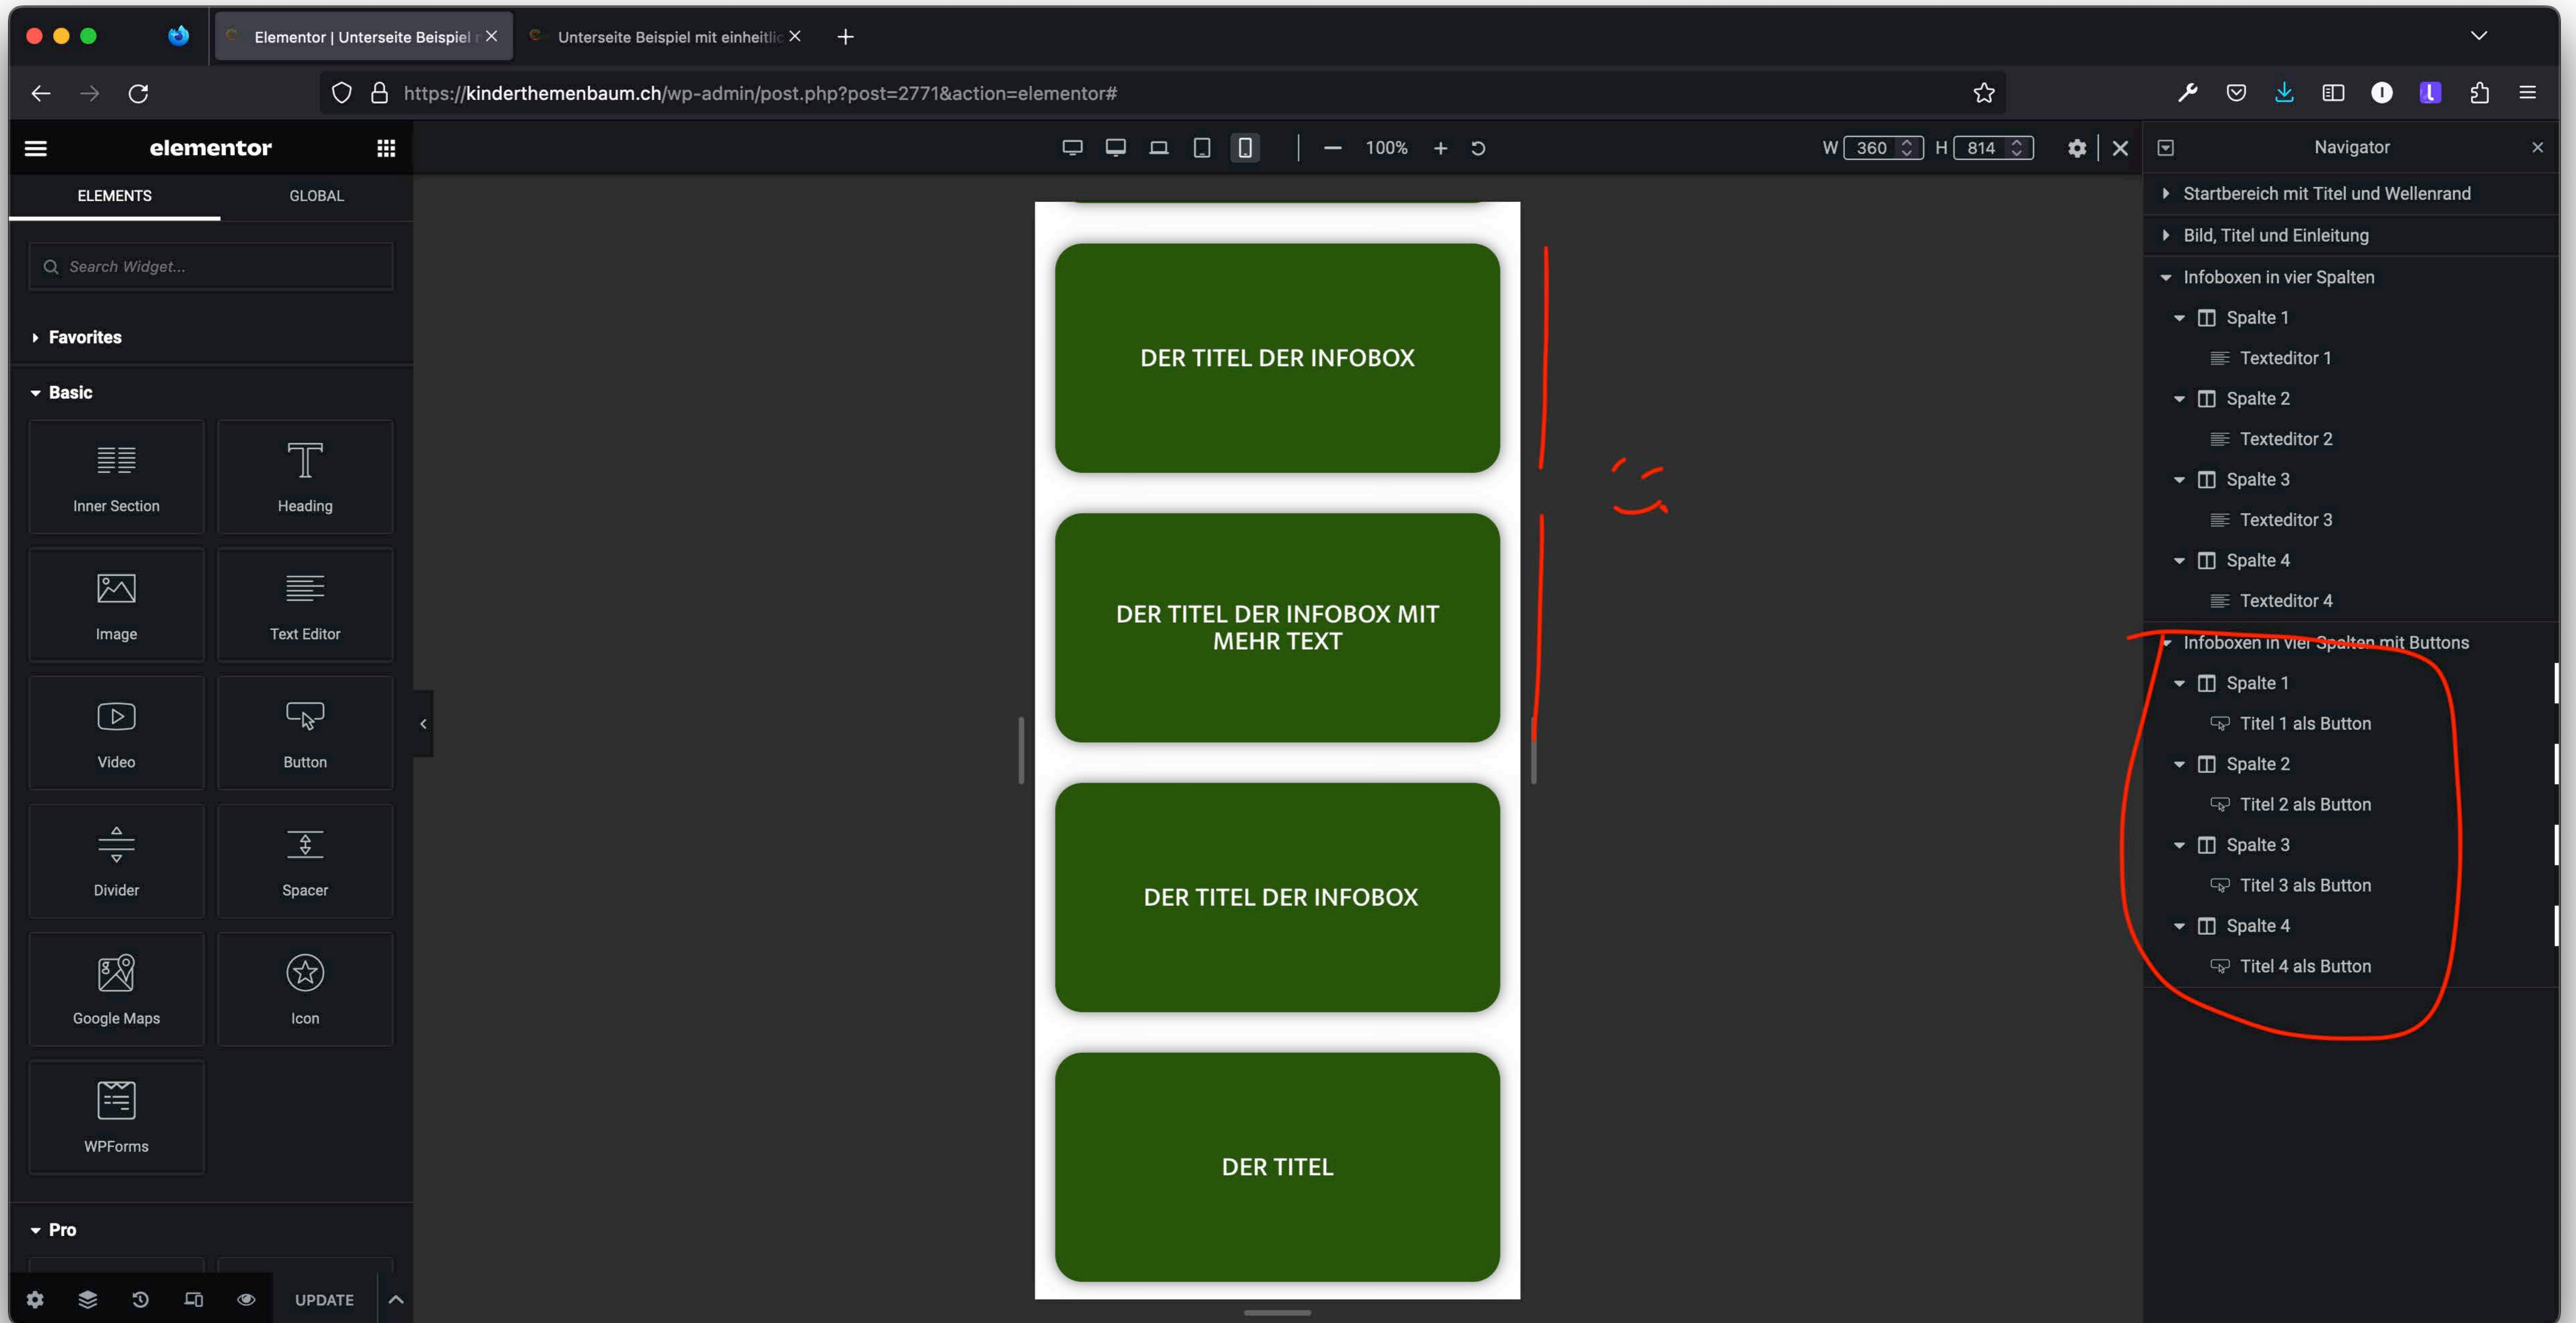 Elementor | Unterseite Beispiel
Unterseite Beispiel mit einheitlic
https://kinderthemenbaum.ch/wp-admin/post.php?post=2771&action=elementor#
elementor
100%
W 360 H 814
Navigator
ELEMENTS
GLOBAL
Search Widget...
Favorites
Basic
Inner Section
Heading
Image
Text Editor
Video
Button
Divider
Spacer
Google Maps
Icon
WPForms
Pro
UPDATE
DER TITEL DER INFOBOX
DER TITEL DER INFOBOX MIT
MEHR TEXT
DER TITEL DER INFOBOX
DER TITEL
Startbereich mit Titel und Wellenrand
Bild, Titel und Einleitung
Infoboxen in vier Spalten
Spalte 1
Texteditor 1
Spalte 2
Texteditor 2
Spalte 3
Texteditor 3
Spalte 4
Texteditor 4
Infoboxen in vier Spalten mit Buttons
Spalte 1
Titel 1 als Button
Spalte 2
Titel 2 als Button
Spalte 3
Titel 3 als Button
Spalte 4
Titel 4 als Button